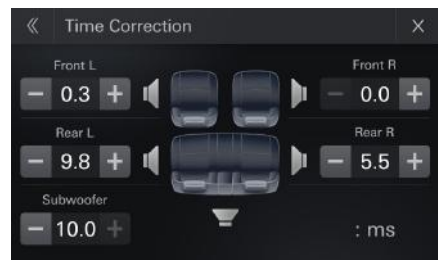 Time Correction
Front L
Front R
− 0.3 +
− 0.0 +
Rear L
Rear R
− 9.8 +
− 5.5 +
Subwoofer
− 10.0 +
: ms